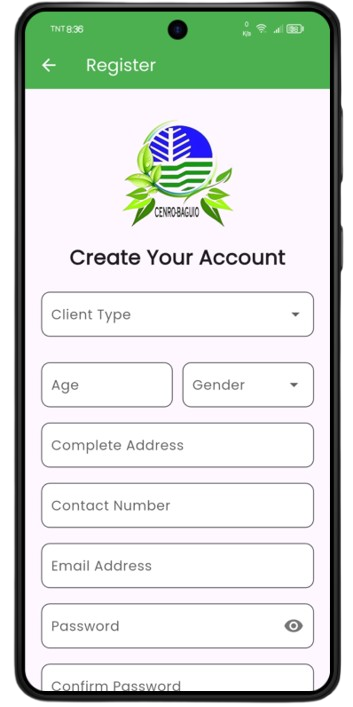 TNT 8:36
0
K/s
Register
CENRO-BAGUIO
Create Your Account
Client Type
Age
Gender
Complete Address
Contact Number
Email Address
Password
Confirm Password